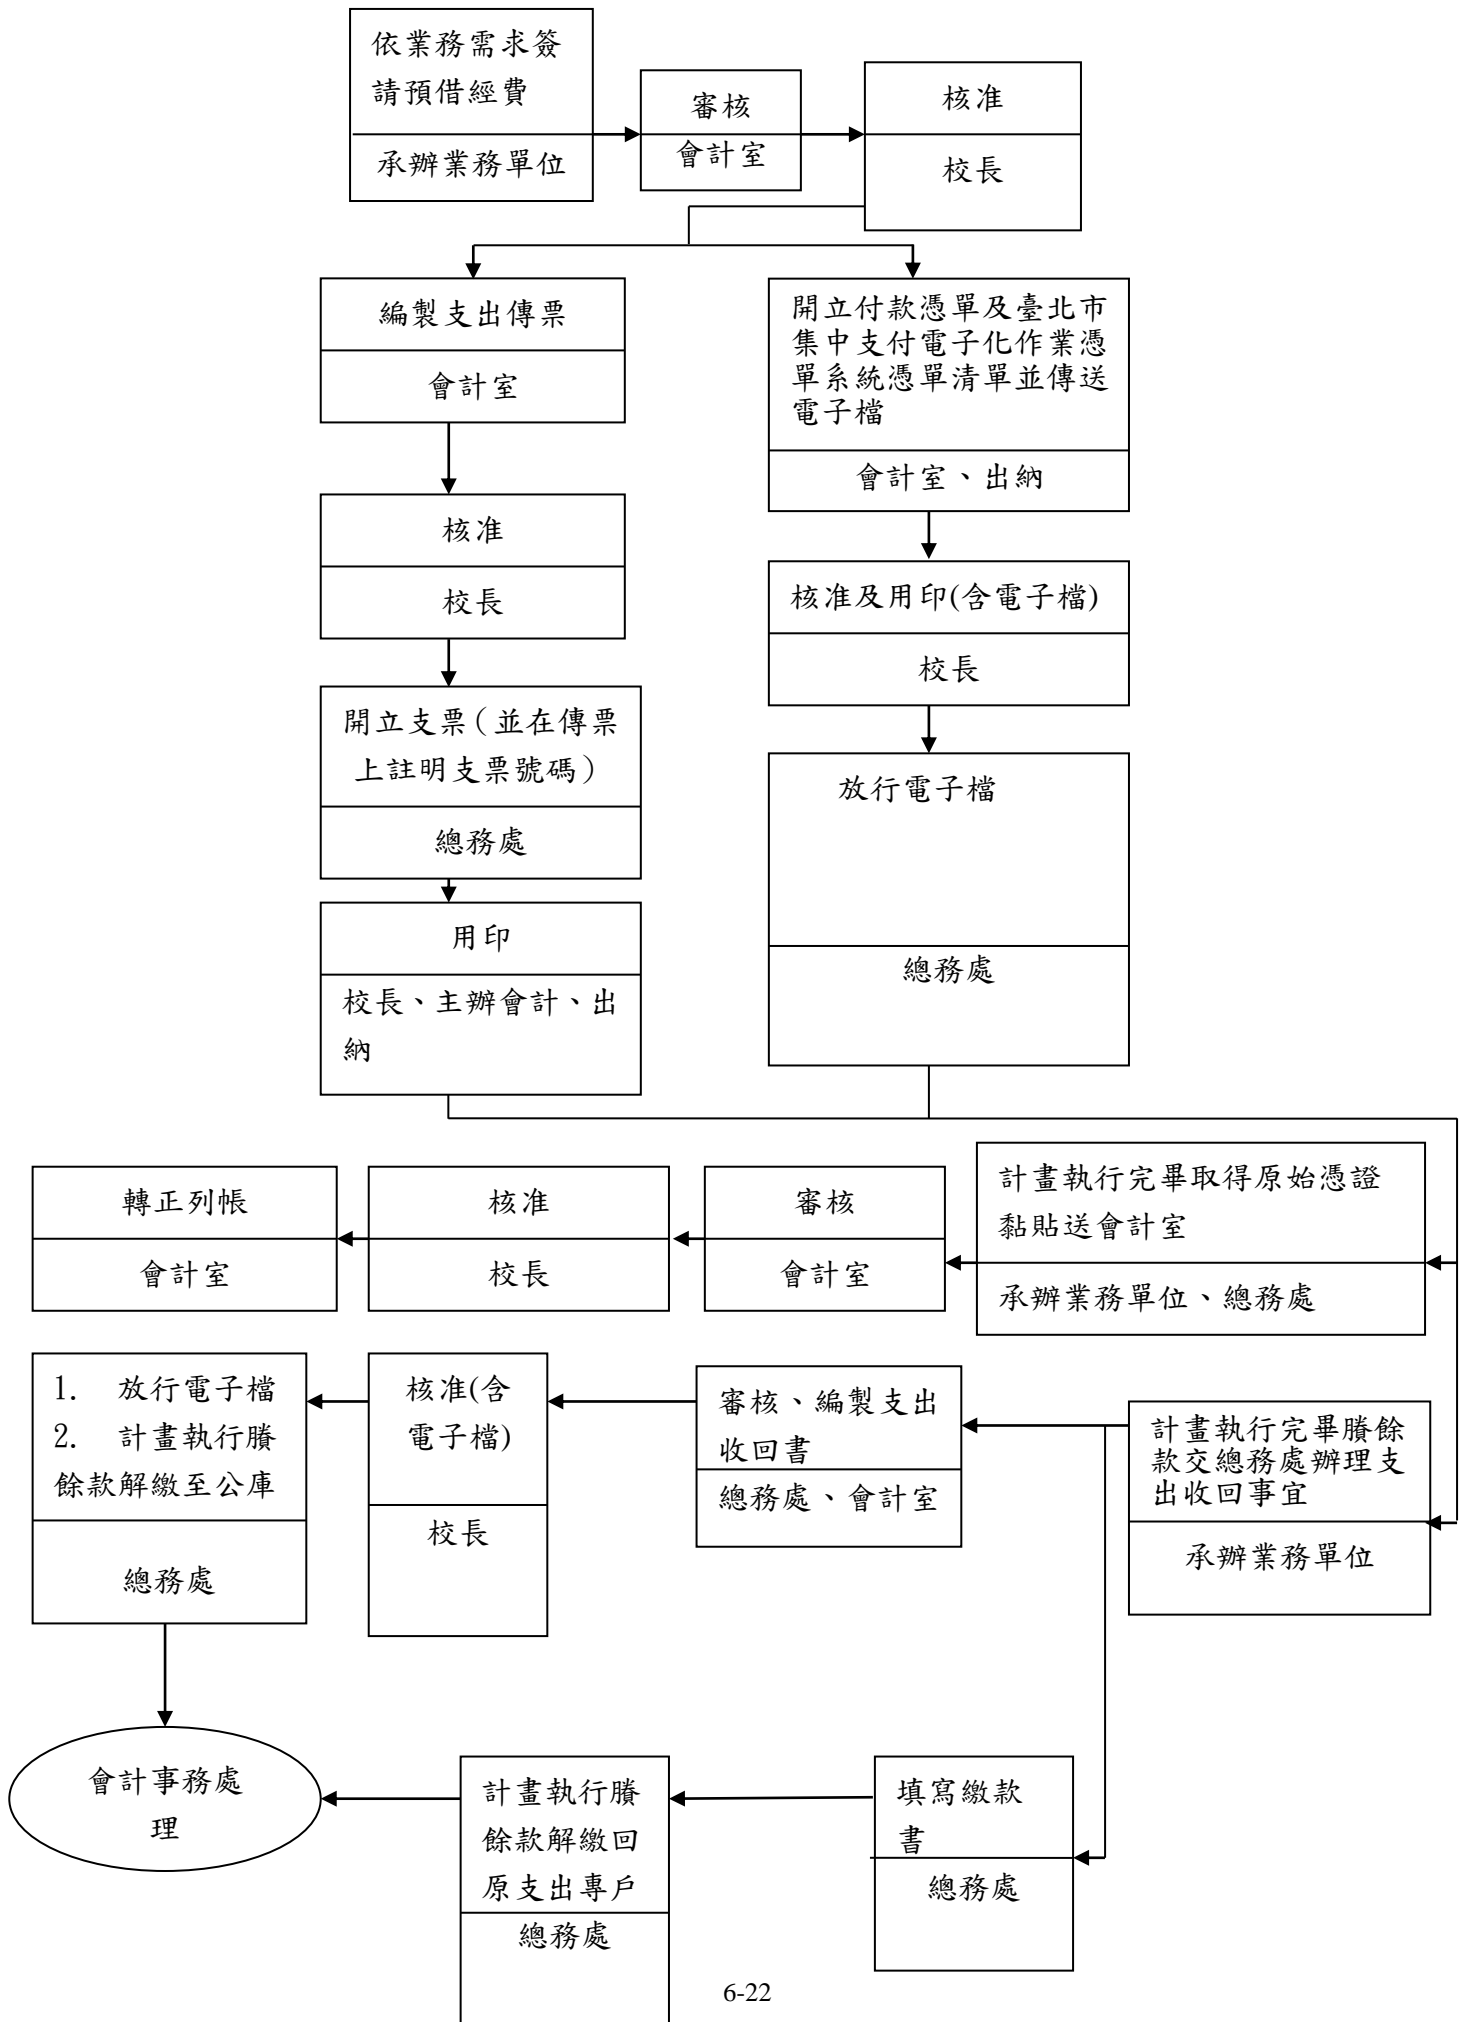 依業務需求簽
請預借經費
承辦業務單位
審核
會計室
核准
校長
編製支出傳票
會計室
開立付款憑單及臺北市
集中支付電子化作業憑
單系統憑單清單並傳送
電子檔
會計室、出納
核准
校長
核准及用印(含電子檔)
校長
開立支票（並在傳票
上註明支票號碼）
總務處
放行電子檔
總務處
用印
校長、主辦會計、出
納
計畫執行完畢取得原始憑證
黏貼送會計室
承辦業務單位、總務處
審核
會計室
核准
校長
轉正列帳
會計室
計畫執行完畢賸餘
款交總務處辦理支
出收回事宜
承辦業務單位
審核、編製支出
收回書
總務處、會計室
核准(含
電子檔)
校長
1. 放行電子檔
2. 計畫執行賸
餘款解繳至公庫
總務處
填寫繳款
書
總務處
計畫執行賸
餘款解繳回
原支出專戶
總務處
會計事務處
理
6-22